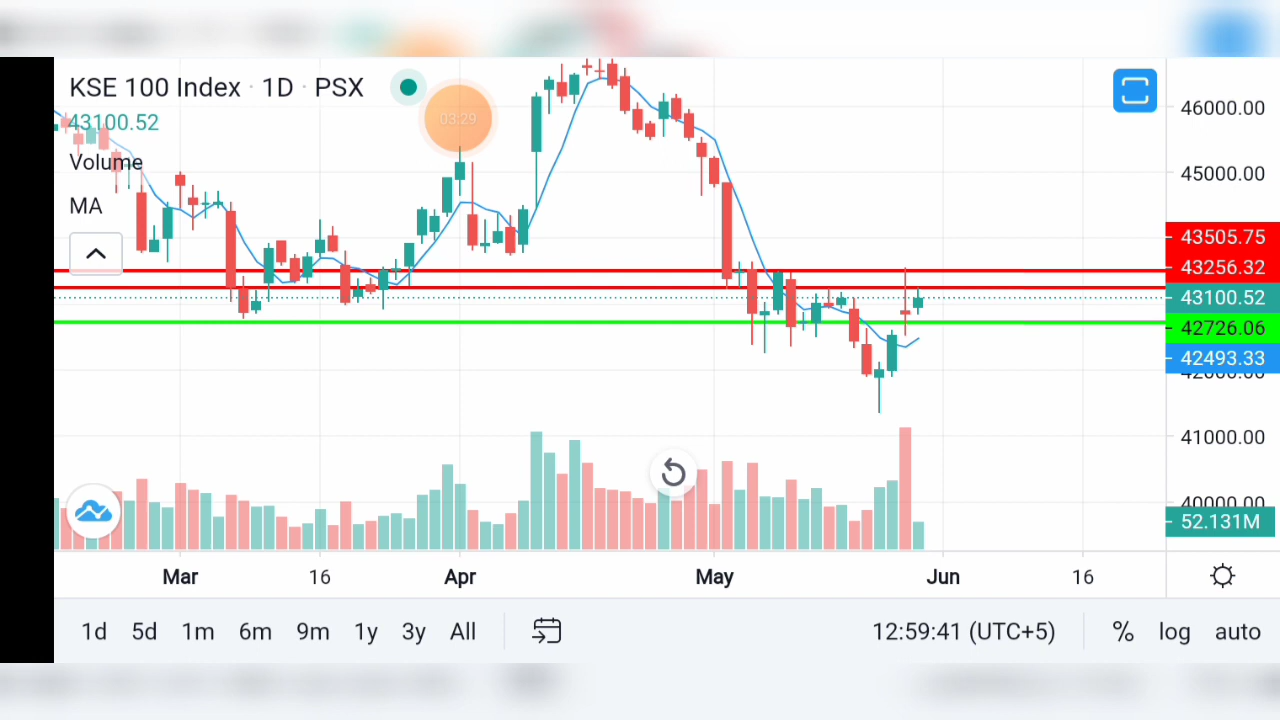 KSE 100 Index · 1D · PSX
43100.52
03:29
Volume
MA
46000.00
45000.00
43505.75
43256.32
43100.52
42726.06
42493.33
42000.00
41000.00
40000.00
52.131M
Mar 16 Apr May Jun 16
1d 5d 1m 6m 9m 1y 3y All 12:59:41 (UTC+5) % log auto